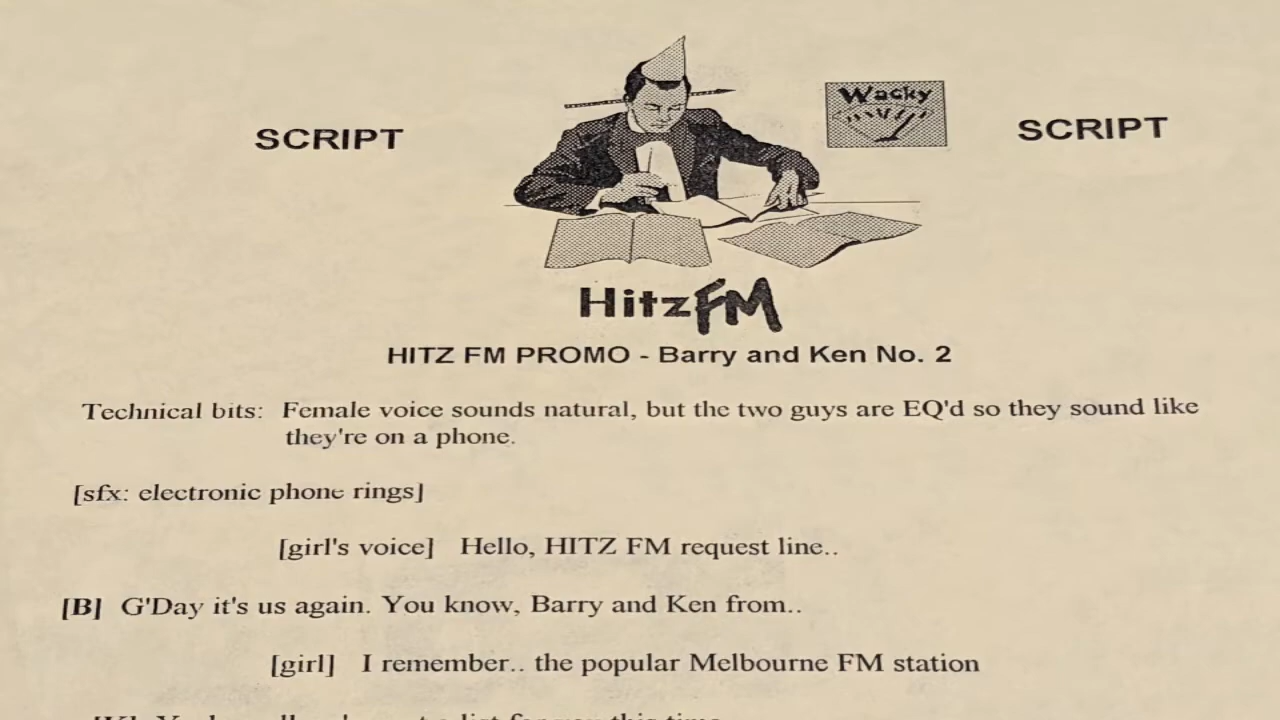 Wacky
SCRIPT
SCRIPT
HitzFM
HITZ FM PROMO - Barry and Ken No. 2
Technical bits: Female voice sounds natural, but the two guys are EQ'd so they sound like
they're on a phone.
[sfx: electronic phone rings]
[girl's voice] Hello, HITZ FM request line..
[B] G'Day it's us again. You know, Barry and Ken from..
[girl] I remember.. the popular Melbourne FM station